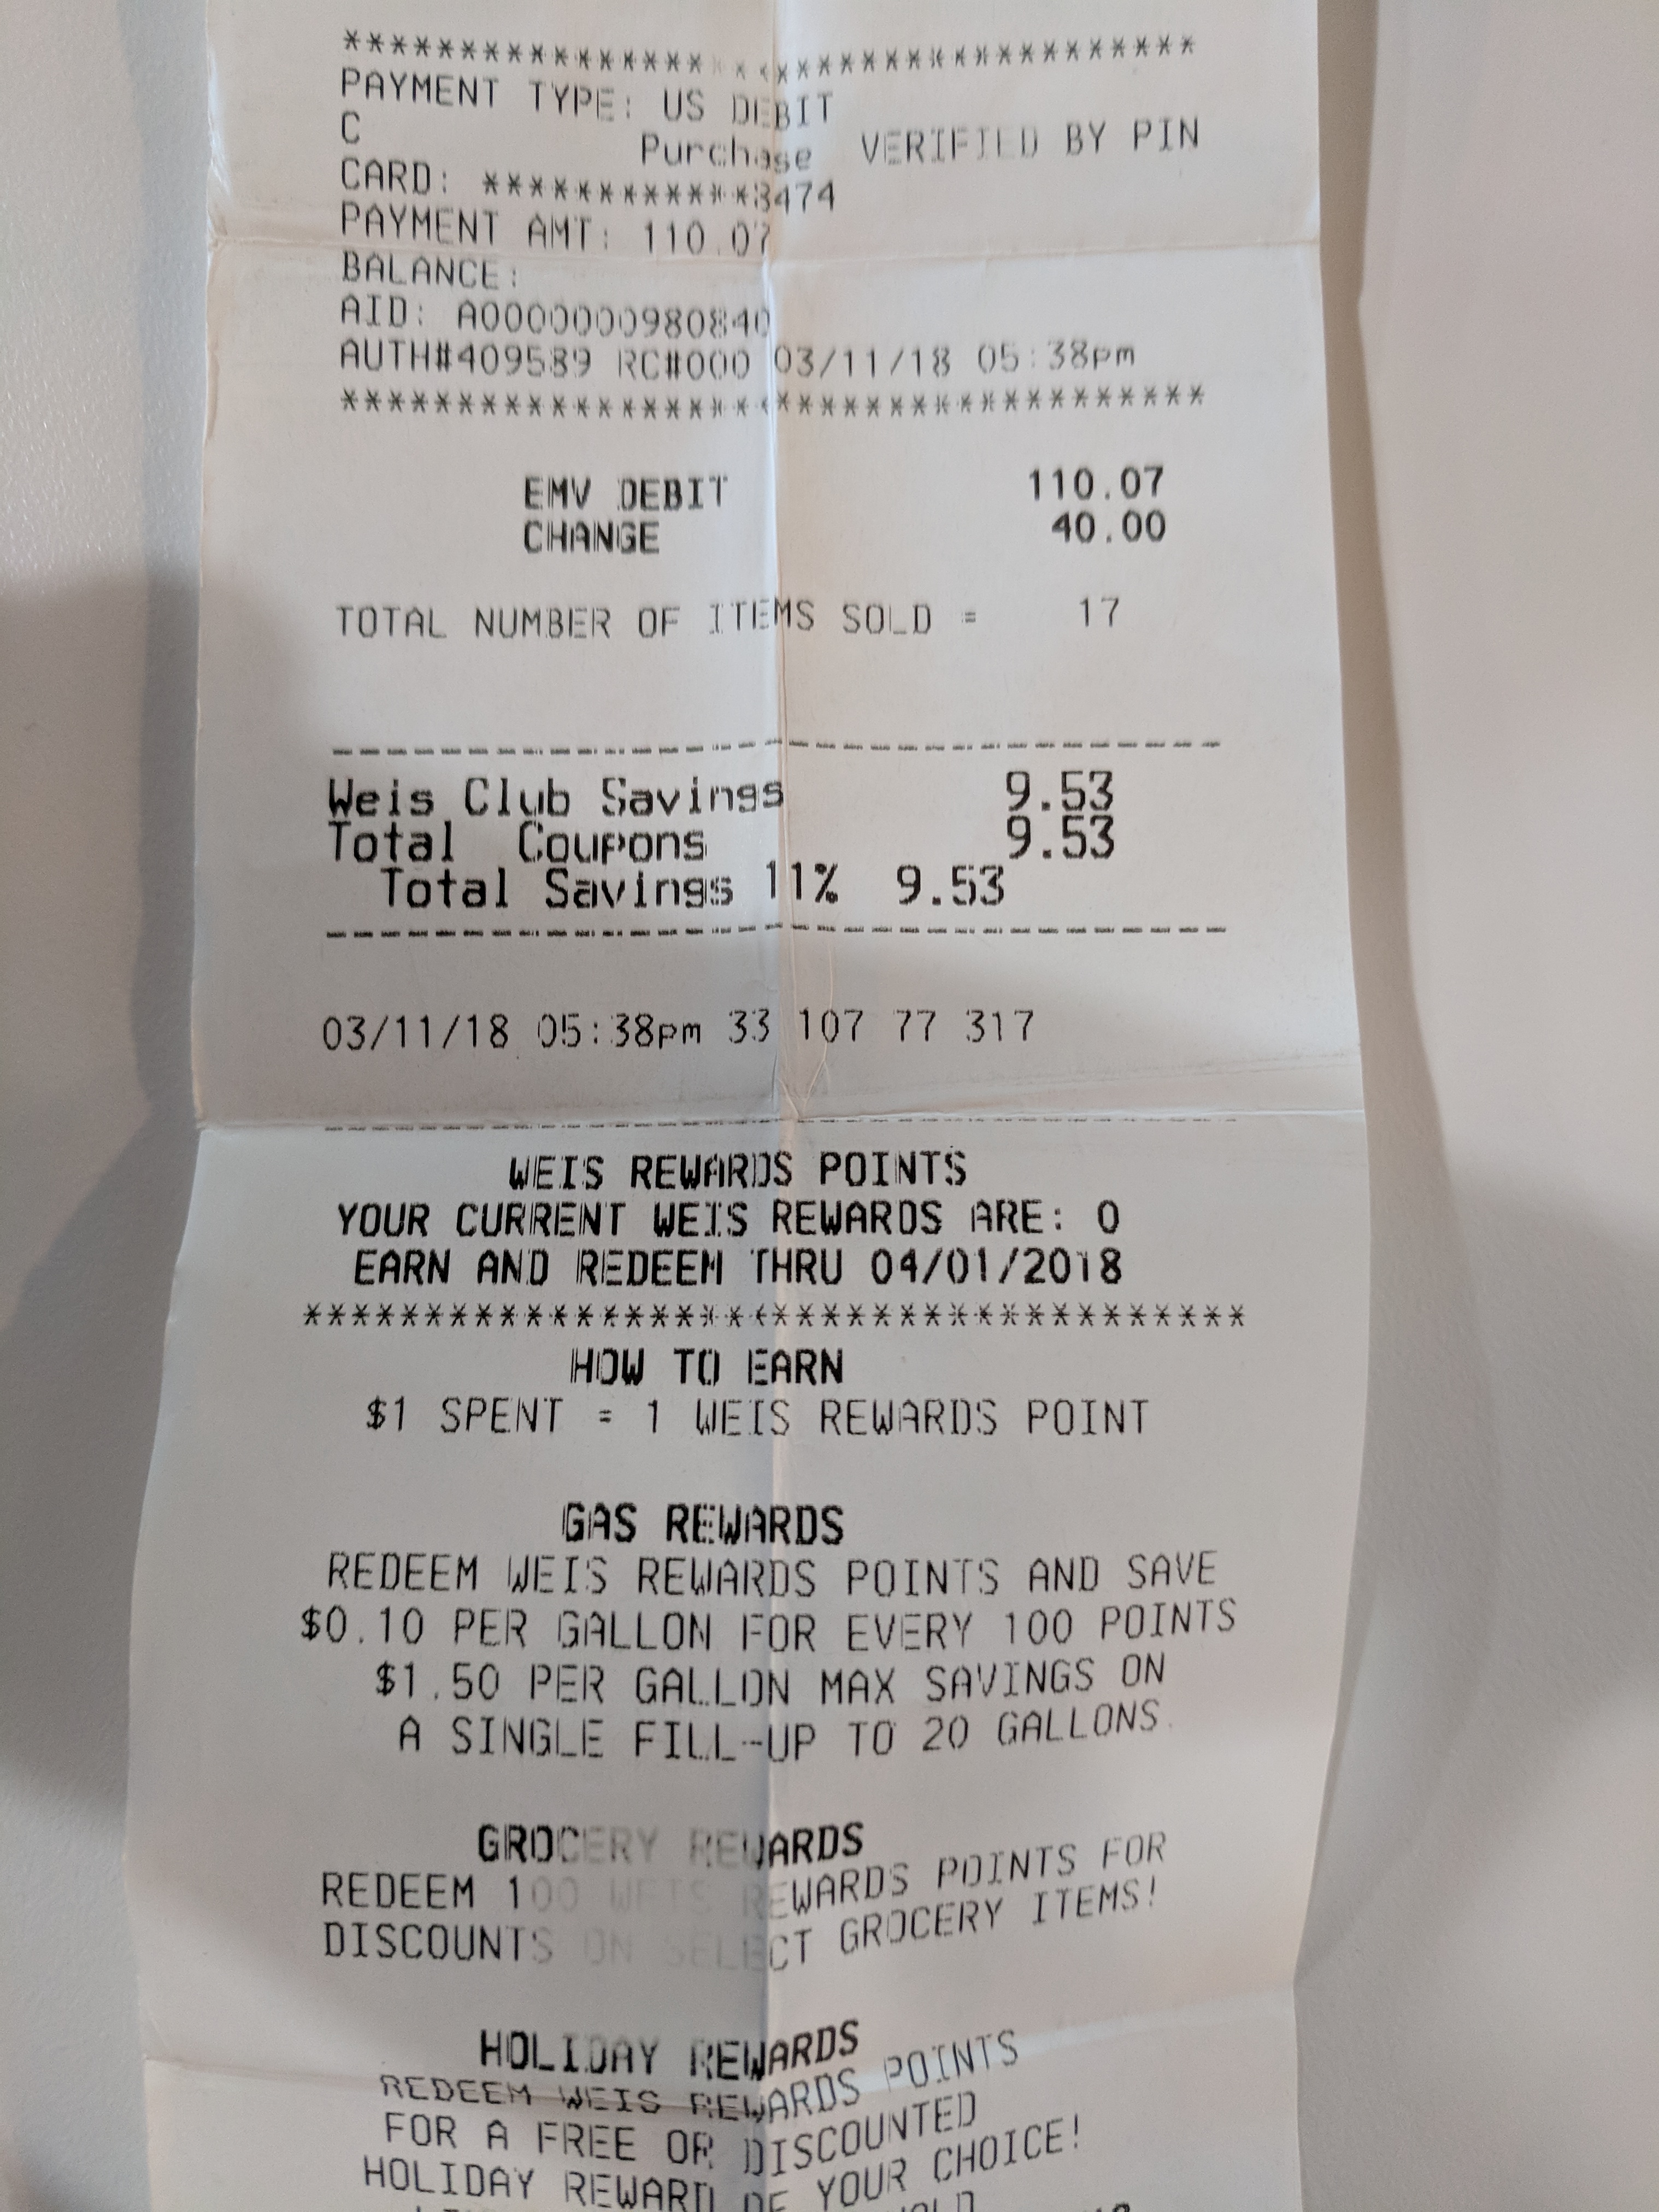 ****************************************
PAYMENT TYPE: US DEBIT
C Purchase VERIFIED BY PIN
CARD: ************8474
PAYMENT AMT: 110.07
BALANCE:
AID: A0000000980840
AUTH#409589 RC#000 03/11/18 05:38pm
****************************************
EMV DEBIT 110.07
CHANGE 40.00
TOTAL NUMBER OF ITEMS SOLD = 17
Weis Club Savings 9.53
Total Coupons 9.53
Total Savings 11% 9.53
03/11/18 05:38pm 33 107 77 317
WEIS REWARDS POINTS
YOUR CURRENT WEIS REWARDS ARE: 0
EARN AND REDEEM THRU 04/01/2018
****************************************
HOW TO EARN
$1 SPENT = 1 WEIS REWARDS POINT
GAS REWARDS
REDEEM WEIS REWARDS POINTS AND SAVE
$0.10 PER GALLON FOR EVERY 100 POINTS
$1.50 PER GALLON MAX SAVINGS ON
A SINGLE FILL-UP TO 20 GALLONS.
GROCERY REWARDS
REDEEM 100 WEIS REWARDS POINTS FOR
DISCOUNTS ON SELECT GROCERY ITEMS!
HOLIDAY REWARDS
REDEEM WEIS REWARDS POINTS
FOR A FREE OR DISCOUNTED
HOLIDAY REWARD OF YOUR CHOICE!